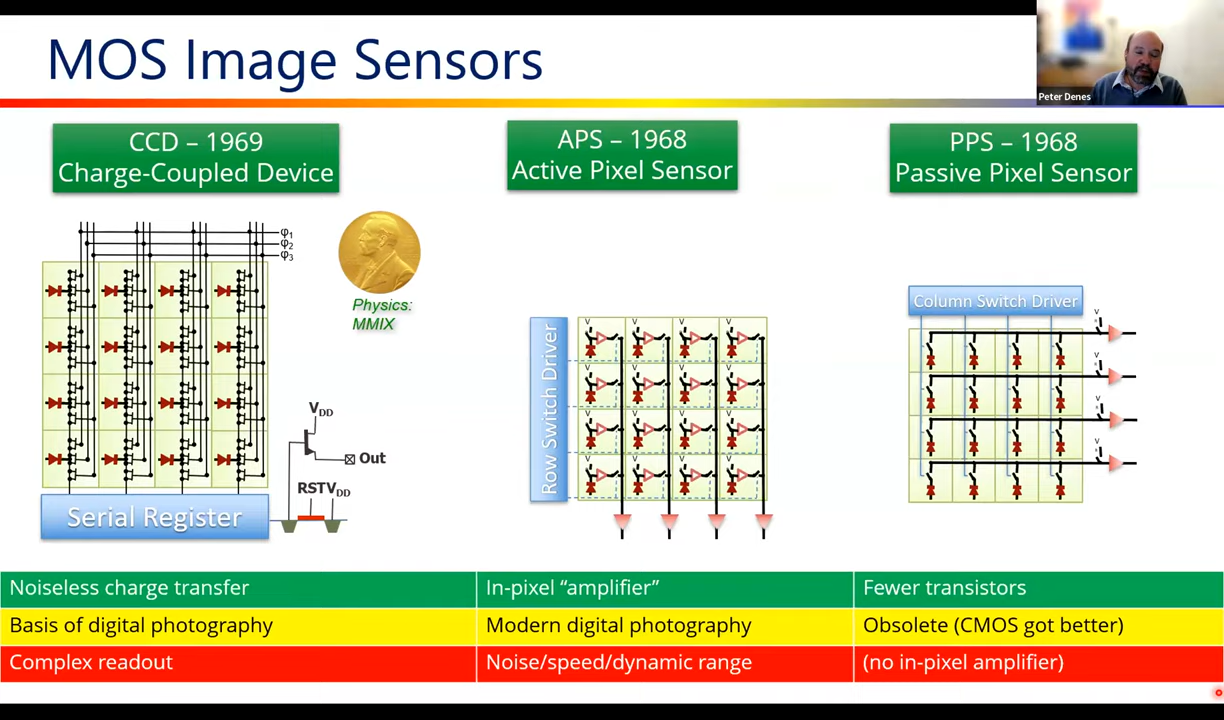 MOS Image Sensors
Peter Denes
CCD – 1969
Charge-Coupled Device
APS – 1968
Active Pixel Sensor
PPS – 1968
Passive Pixel Sensor
φ1
φ2
φ3
Physics:
MMIX
VDD
Out
RST
VDD
Serial Register
Row Switch Driver
V V V V
V V V V
V V V V
V V V V
Column Switch Driver
V
V
V
V
Noiseless charge transfer
In-pixel “amplifier”
Fewer transistors
Basis of digital photography
Modern digital photography
Obsolete (CMOS got better)
Complex readout
Noise/speed/dynamic range
(no in-pixel amplifier)